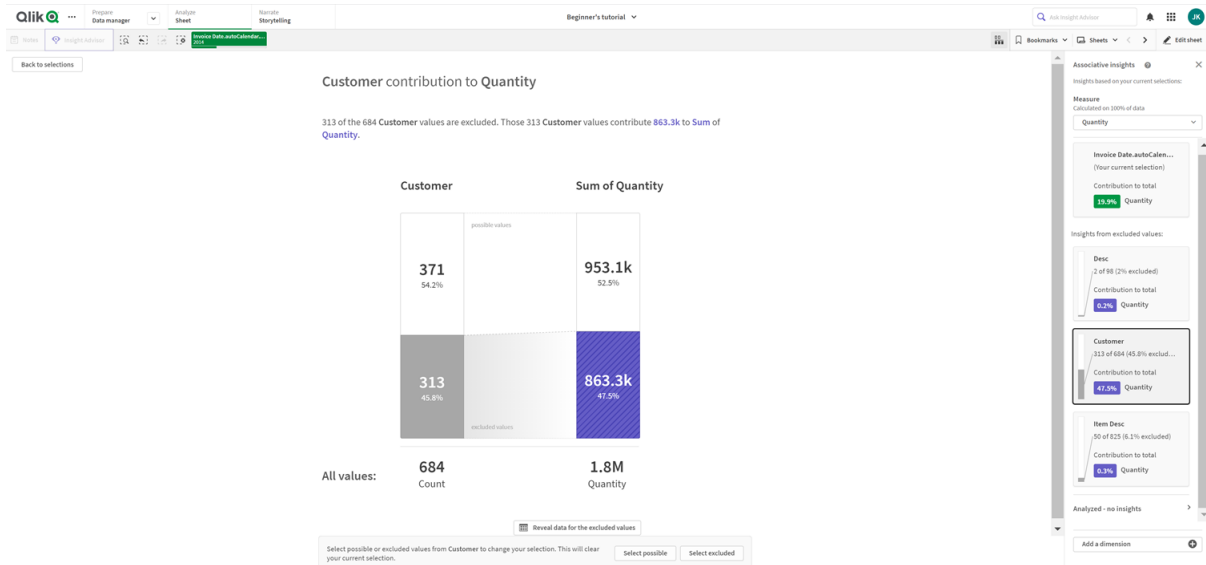 Qlik
Prepare
Data manager
Analyze
Sheet
Narrate
Storytelling
Beginner's tutorial
Ask Insight Advisor
JK
Notes
Insight Advisor
Invoice Date.autoCalendar....
2014
Bookmarks
Sheets
Edit sheet
Back to selections
Customer contribution to Quantity
313 of the 684 Customer values are excluded. Those 313 Customer values contribute 863.3k to Sum of
Quantity.
Customer
Sum of Quantity
possible values
371
54.2%
953.1k
52.5%
313
45.8%
863.3k
47.5%
excluded values
All values:
684
Count
1.8M
Quantity
Reveal data for the excluded values
Select possible or excluded values from Customer to change your selection. This will clear
your current selection.
Select possible
Select excluded
Associative insights
Insights based on your current selections:
Measure
Calculated on 100% of data
Quantity
Invoice Date.autoCalen...
(Your current selection)
Contribution to total
19.9% Quantity
Insights from excluded values:
Desc
2 of 98 (2% excluded)
Contribution to total
0.2% Quantity
Customer
313 of 684 (45.8% exclud...
Contribution to total
47.5% Quantity
Item Desc
50 of 825 (6.1% excluded)
Contribution to total
0.3% Quantity
Analyzed - no insights
Add a dimension